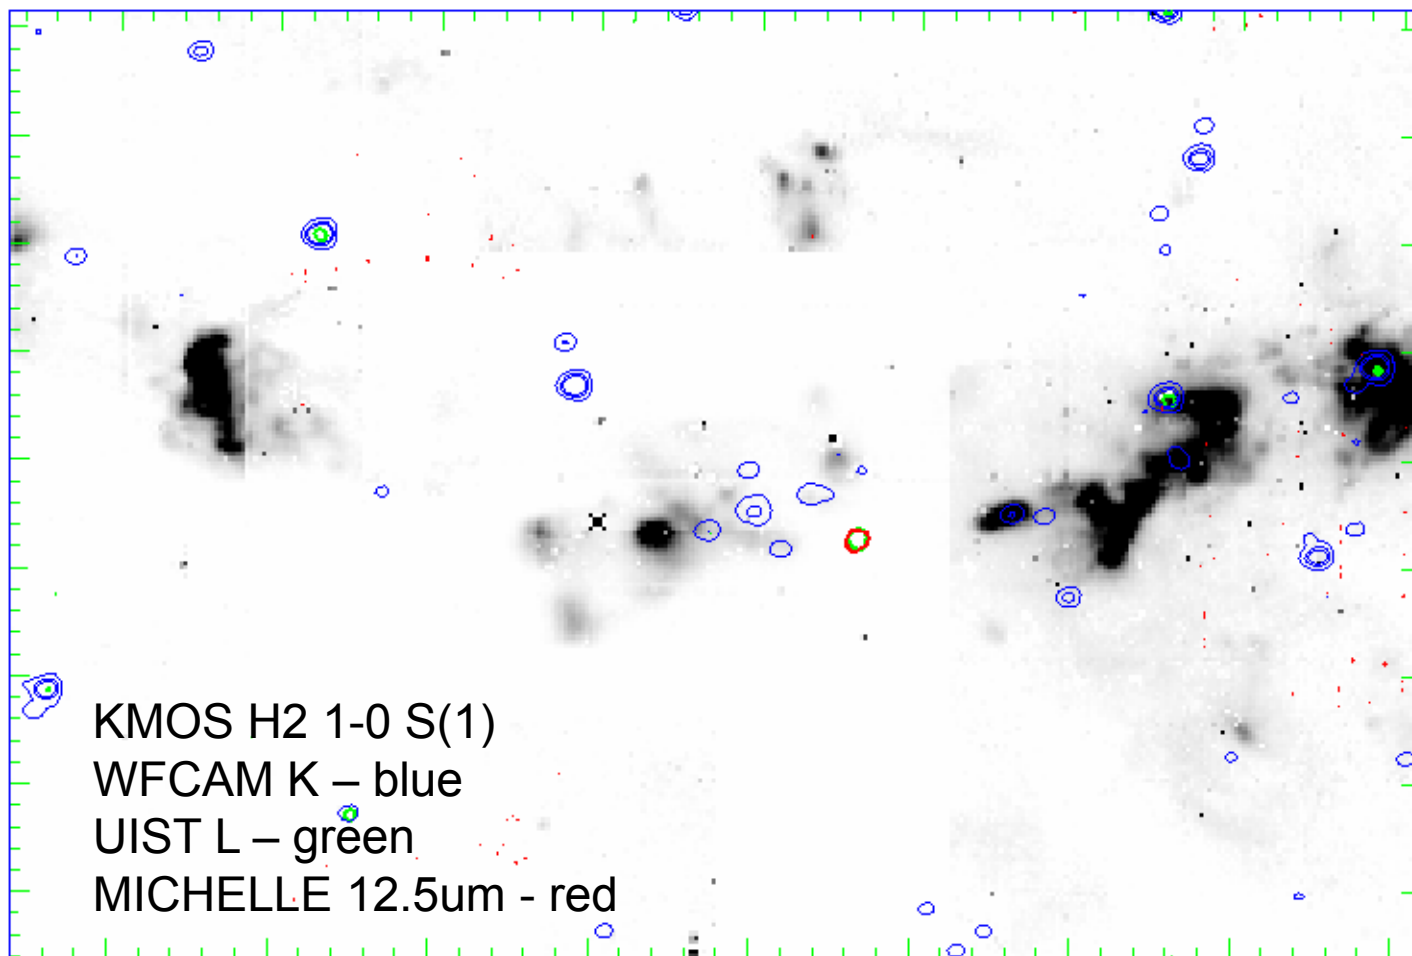 KMOS H2 1-0 S(1)
WFCAM K – blue
UIST L – green
MICHELLE 12.5um - red